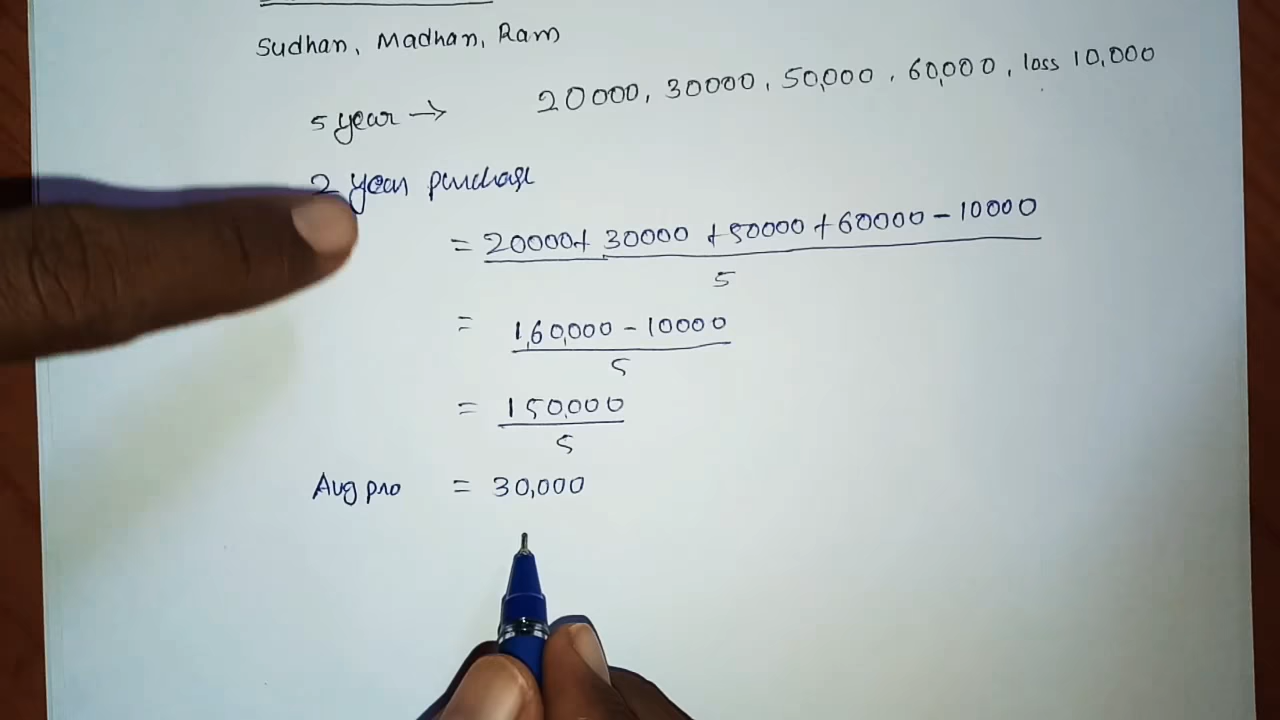 Sudhan, Madhan, Ram
5 year → 20000, 30000, 50,000, 60,000, loss 10,000
2 year purchase
= 20000+ 30000 + 50000 + 60000 - 10000
5
= 1,60,000 - 10000
5
= 150,000
5
Avg pro = 30,000